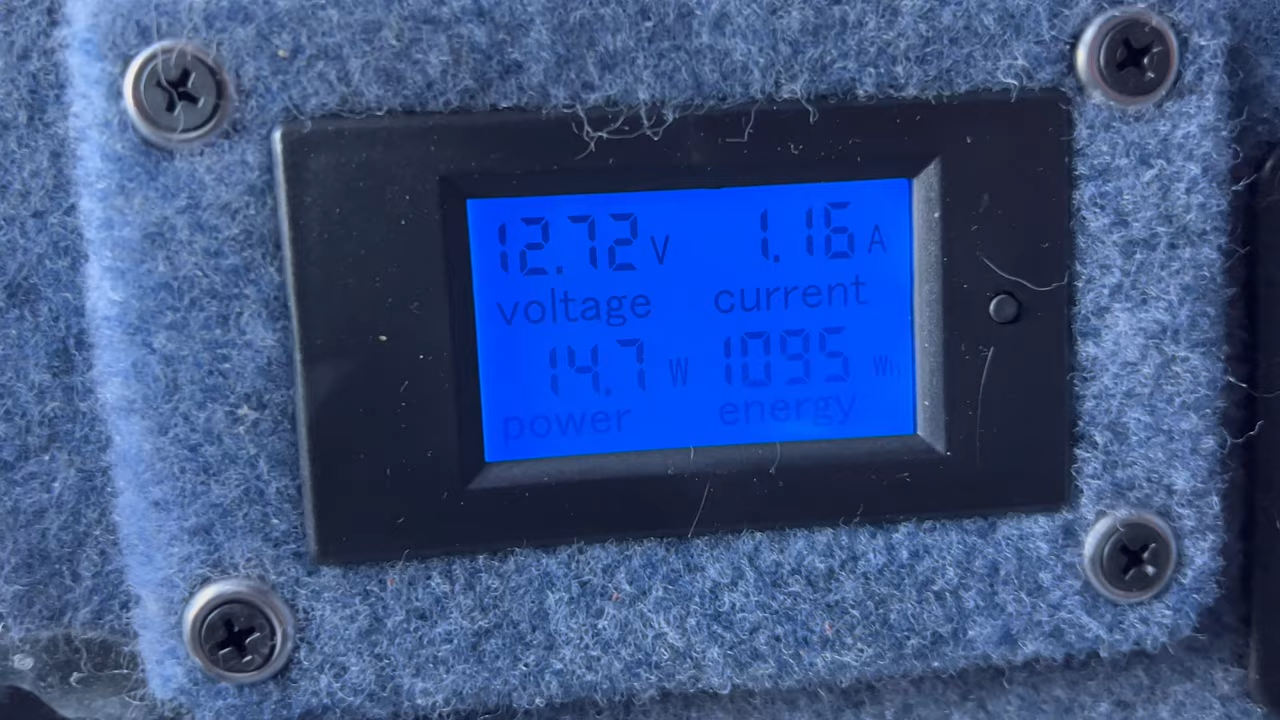 12.72 V 1.16 A
voltage current
14.7 W 1095 Wh
power energy